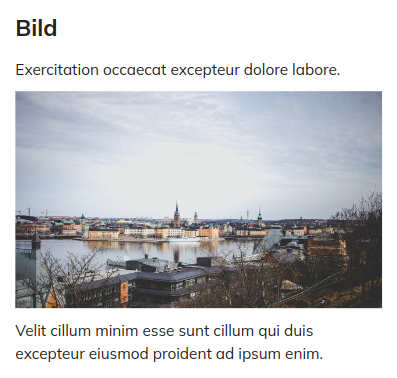 Bild
Exercitation occaecat excepteur dolore labore.
Velit cillum minim esse sunt cillum qui duis
excepteur eiusmod proident ad ipsum enim.